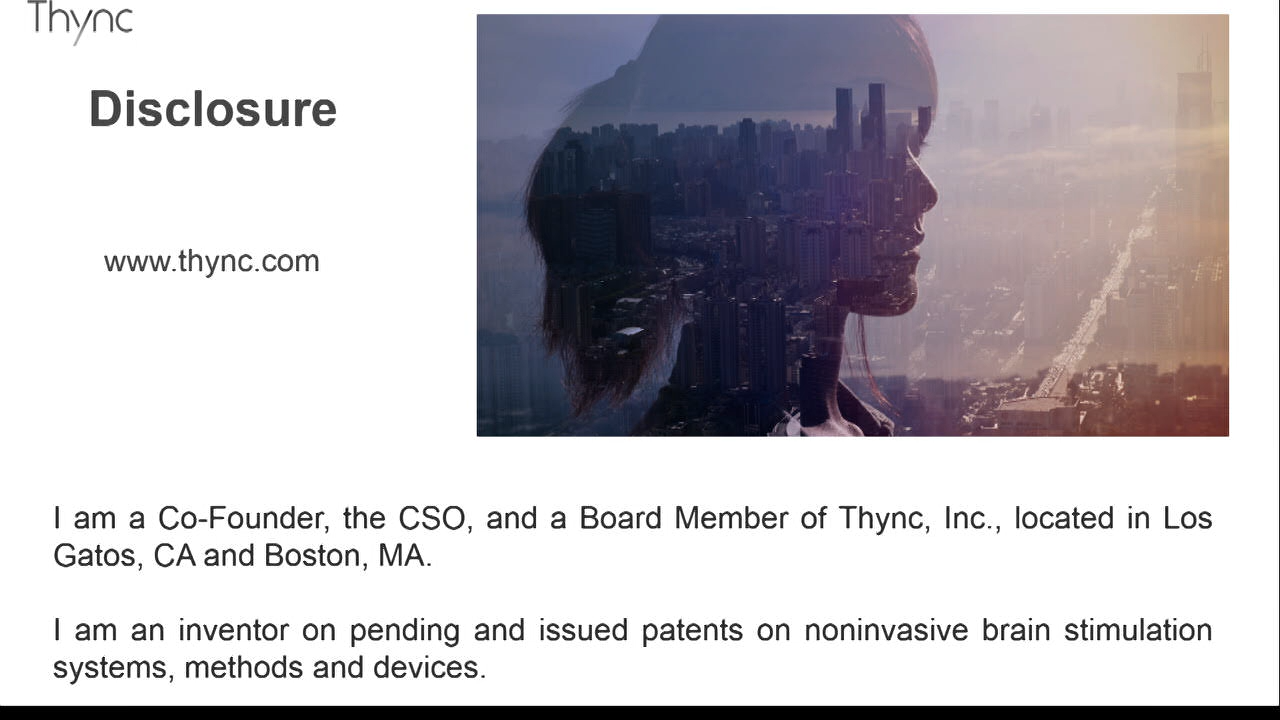 Thync
Disclosure
www.thync.com
I am a Co-Founder, the CSO, and a Board Member of Thync, Inc., located in Los
Gatos, CA and Boston, MA.
I am an inventor on pending and issued patents on noninvasive brain stimulation
systems, methods and devices.